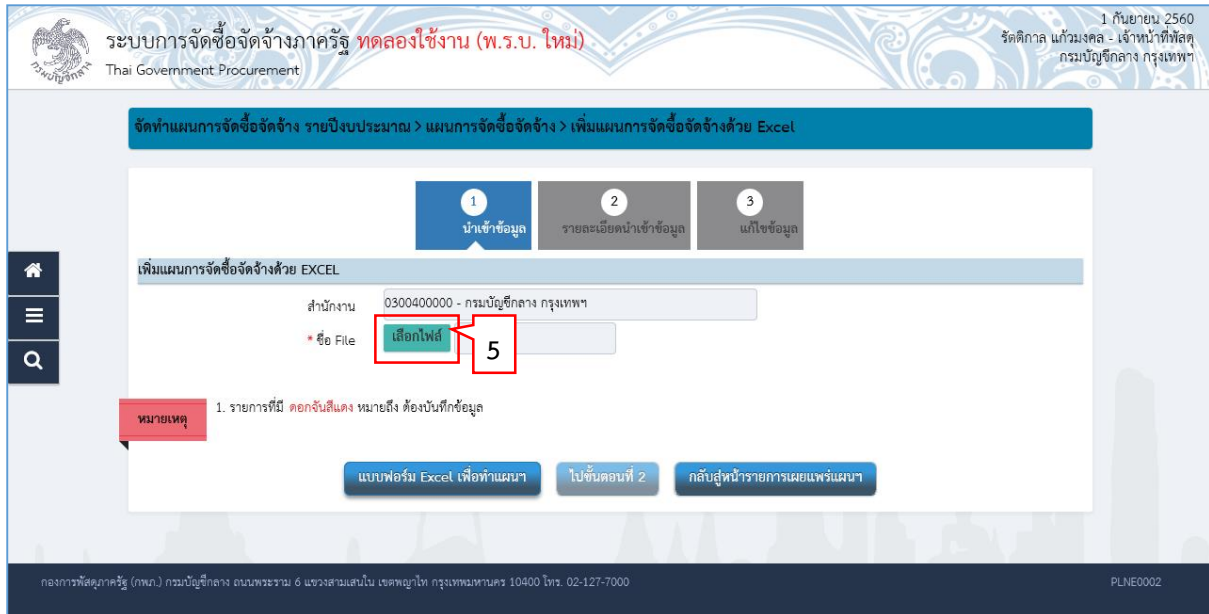 1 กันยายน 2560
ระบบการจัดซื้อจัดจ้างภาครัฐ ทดลองใช้งาน (พ.ร.บ. ใหม่)
รัตติกาล แก้วมงคล - เจ้าหน้าที่พัสดุ
Thai Government Procurement
กรมบัญชีกลาง กรุงเทพฯ
จัดทำแผนการจัดซื้อจัดจ้าง รายปีงบประมาณ > แผนการจัดซื้อจัดจ้าง > เพิ่มแผนการจัดซื้อจัดจ้างด้วย Excel
1 2 3
นำเข้าข้อมูล รายละเอียดนำเข้าข้อมูล แก้ไขข้อมูล
เพิ่มแผนการจัดซื้อจัดจ้างด้วย EXCEL
สำนักงาน 0300400000 - กรมบัญชีกลาง กรุงเทพฯ
* ชื่อ File เลือกไฟล์
5
หมายเหตุ 1. รายการที่มี ดอกจันสีแดง หมายถึง ต้องบันทึกข้อมูล
แบบฟอร์ม Excel เพื่อทำแผนฯ ไปขั้นตอนที่ 2 กลับสู่หน้ารายการเผยแพร่แผนฯ
กองการพัสดุภาครัฐ (กพภ.) กรมบัญชีกลาง ถนนพระราม 6 แขวงสามเสนใน เขตพญาไท กรุงเทพมหานคร 10400 โทร. 02-127-7000 PLNE0002